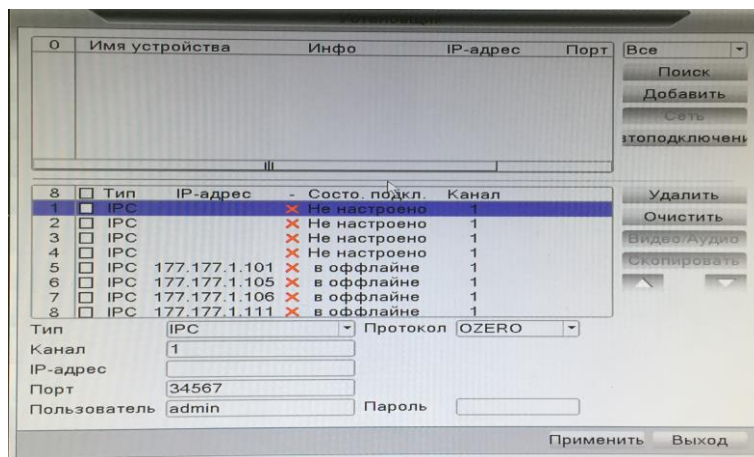 Установщик
0 Имя устройства Инфо IP-адрес Порт Все
Поиск
Добавить
Сеть
втоподключени
8 Тип IP-адрес - Состо. подкл. Канал
1 IPC Не настроено 1
2 IPC Не настроено 1
3 IPC Не настроено 1
4 IPC Не настроено 1
5 IPC 177.177.1.101 в оффлайне 1
6 IPC 177.177.1.105 в оффлайне 1
7 IPC 177.177.1.106 в оффлайне 1
8 IPC 177.177.1.111 в оффлайне 1
Удалить
Очистить
Видео/Аудио
Скопировать
Тип IPC Протокол OZERO
Канал 1
IP-адрес
Порт 34567
Пользователь admin Пароль
Применить Выход